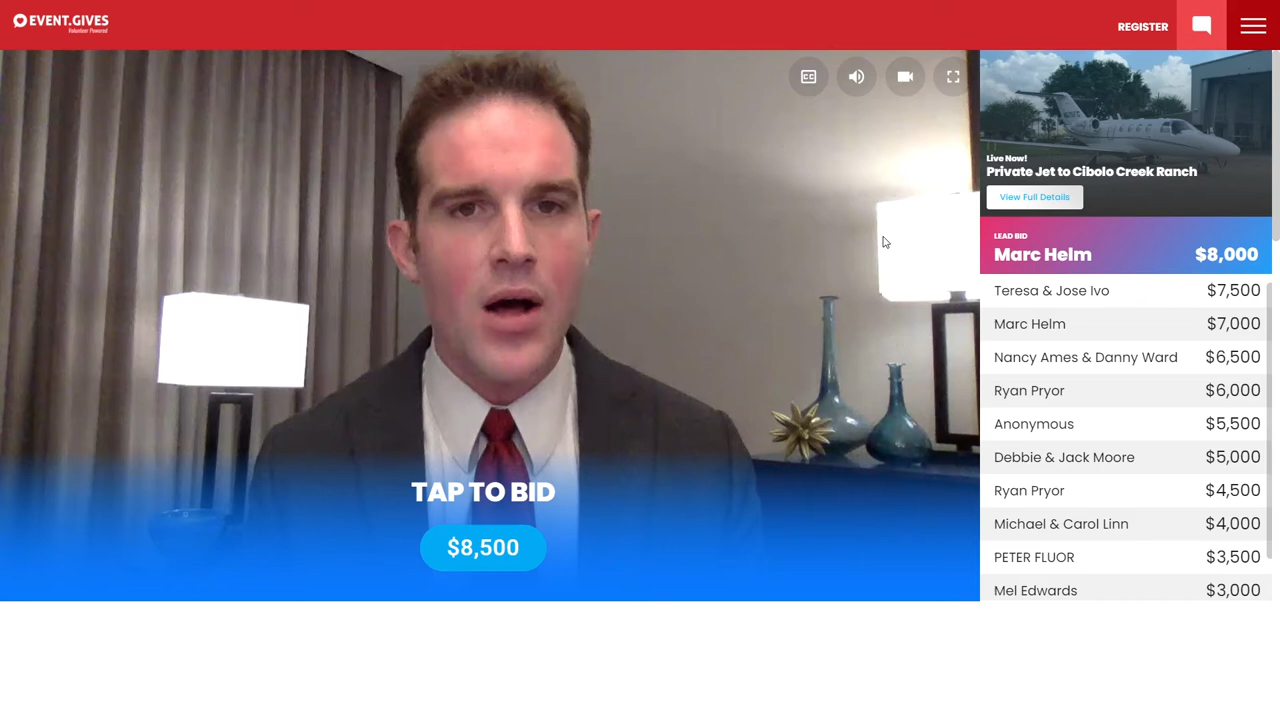 EVENT.GIVES
Volunteer Powered
REGISTER
CC
Live Now!
Private Jet to Cibolo Creek Ranch
View Full Details
LEAD BID
Marc Helm $8,000
Teresa & Jose Ivo $7,500
Marc Helm $7,000
Nancy Ames & Danny Ward $6,500
Ryan Pryor $6,000
Anonymous $5,500
Debbie & Jack Moore $5,000
Ryan Pryor $4,500
Michael & Carol Linn $4,000
PETER FLUOR $3,500
Mel Edwards $3,000
TAP TO BID
$8,500